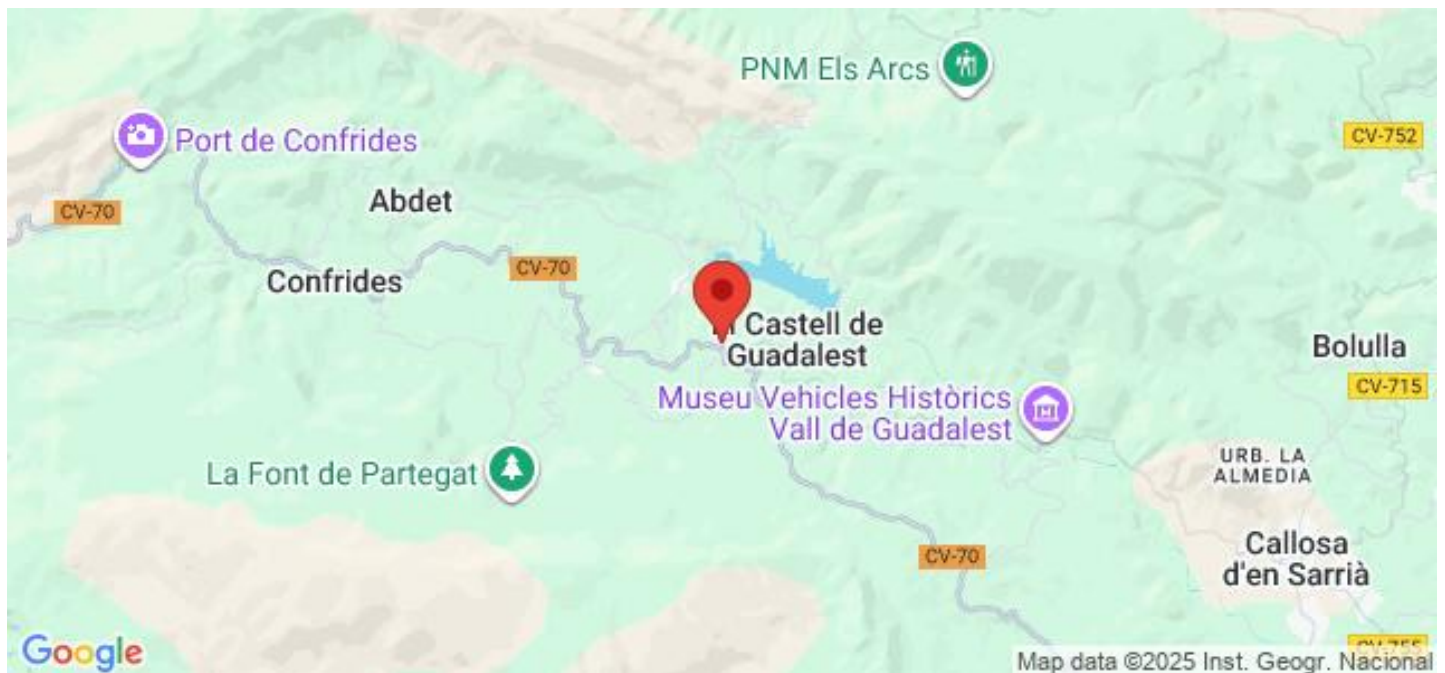 PNM Els Arcs
CV-752
Port de Confrides
Abdet
CV-70
Confrides
CV-70
Castell de
Guadalest
Bolulla
CV-715
Museu Vehicles Històrics
Vall de Guadalest
URB. LA
ALMEDIA
La Font de Partegat
CV-70
Callosa
d'en Sarrià
Google
CV-755
Map data ©2025 Inst. Geogr. Nacional